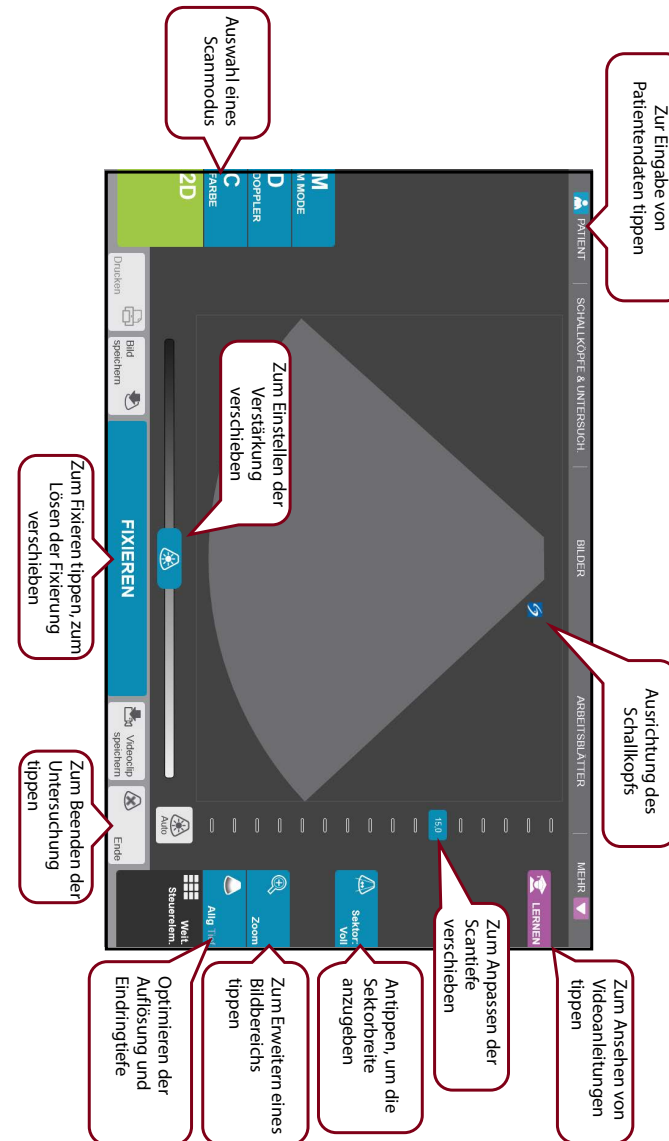 Zur Eingabe von
Patientendaten tippen
Ausrichtung des
Schallkopfs
Zum Ansehen von
Videoanleitungen
tippen
PATIENT
SCHALLKÖPFE & UNTERSUCH.
BILDER
ARBEITSBLÄTTER
MEHR
LERNEN
Auswahl eines
Scanmodus
M
M MODE
D
DOPPLER
C
FARBE
2D
Zum Einstellen der
Verstärkung
verschieben
15,0
Zum Anpassen der
Scantiefe
verschieben
Sektor:
Voll
Antippen, um die
Sektorbreite
anzugeben
Zoom
Zum Erweitern eines
Bildbereichs
tippen
Allg Tief
Optimieren der
Auflösung und
Eindringtiefe
Weit.
Steuerelem.
Auto
Drucken
Bild
speichern
FIXIEREN
Videoclip
speichern
Ende
Zum Fixieren tippen, zum
Lösen der Fixierung
verschieben
Zum Beenden der
Untersuchung
tippen